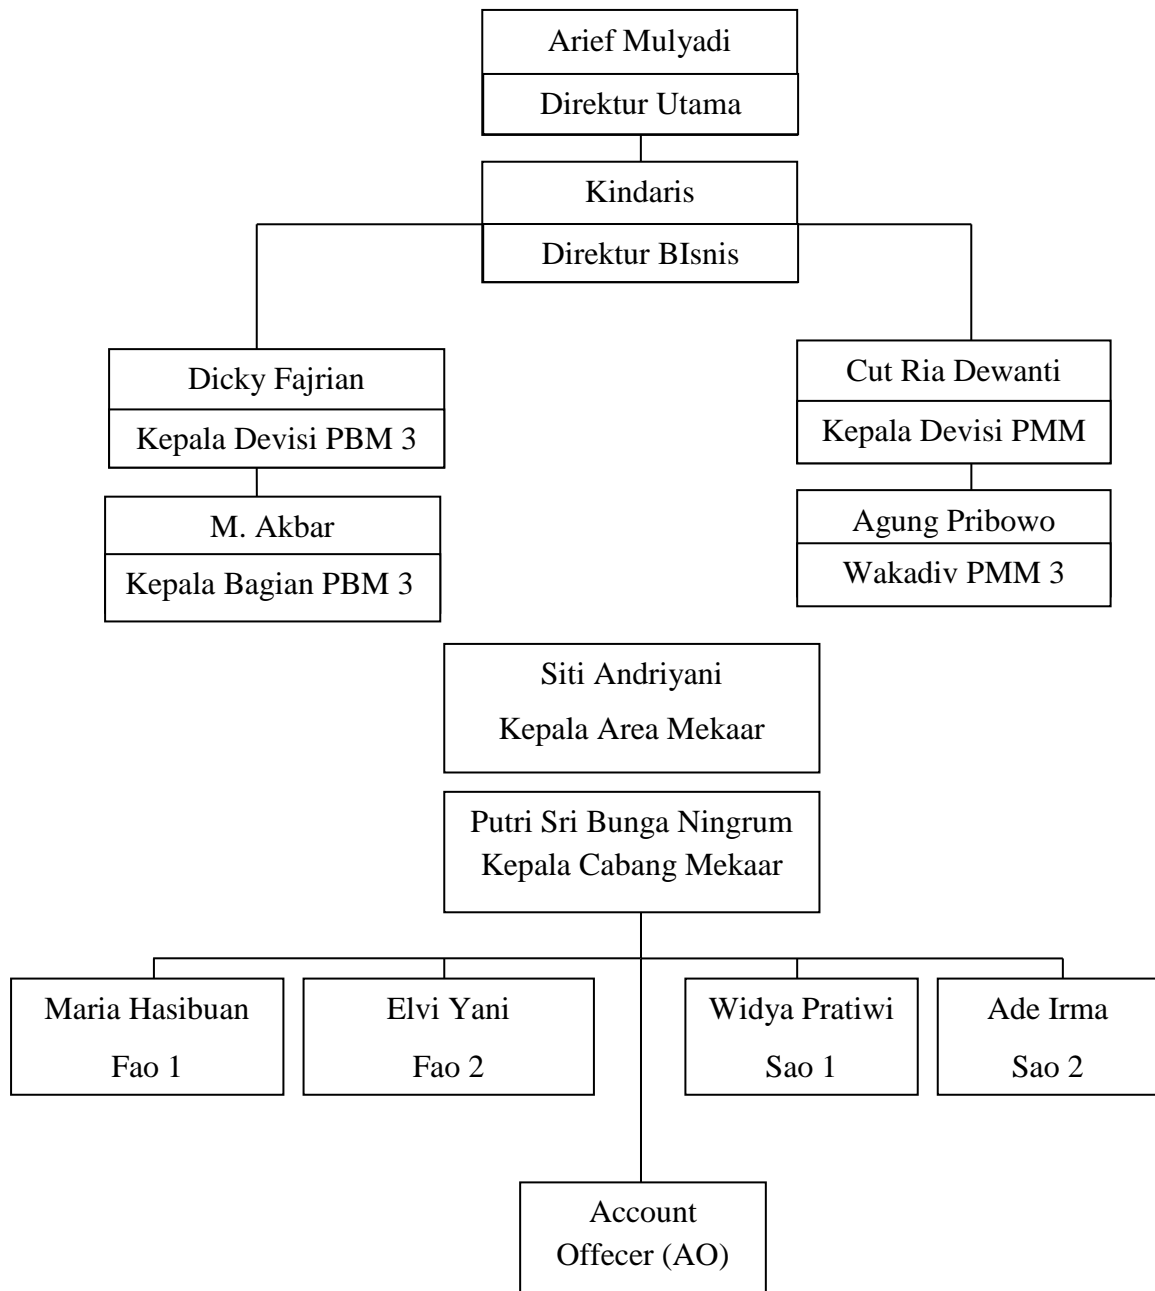 Arief Mulyadi
Direktur Utama
Kindaris
Direktur BIsnis
Dicky Fajrian
Kepala Devisi PBM 3
M. Akbar
Kepala Bagian PBM 3
Cut Ria Dewanti
Kepala Devisi PMM
Agung Pribowo
Wakadiv PMM 3
Siti Andriyani
Kepala Area Mekaar
Putri Sri Bunga Ningrum
Kepala Cabang Mekaar
Maria Hasibuan
Fao 1
Elvi Yani
Fao 2
Widya Pratiwi
Sao 1
Ade Irma
Sao 2
Account
Offecer (AO)